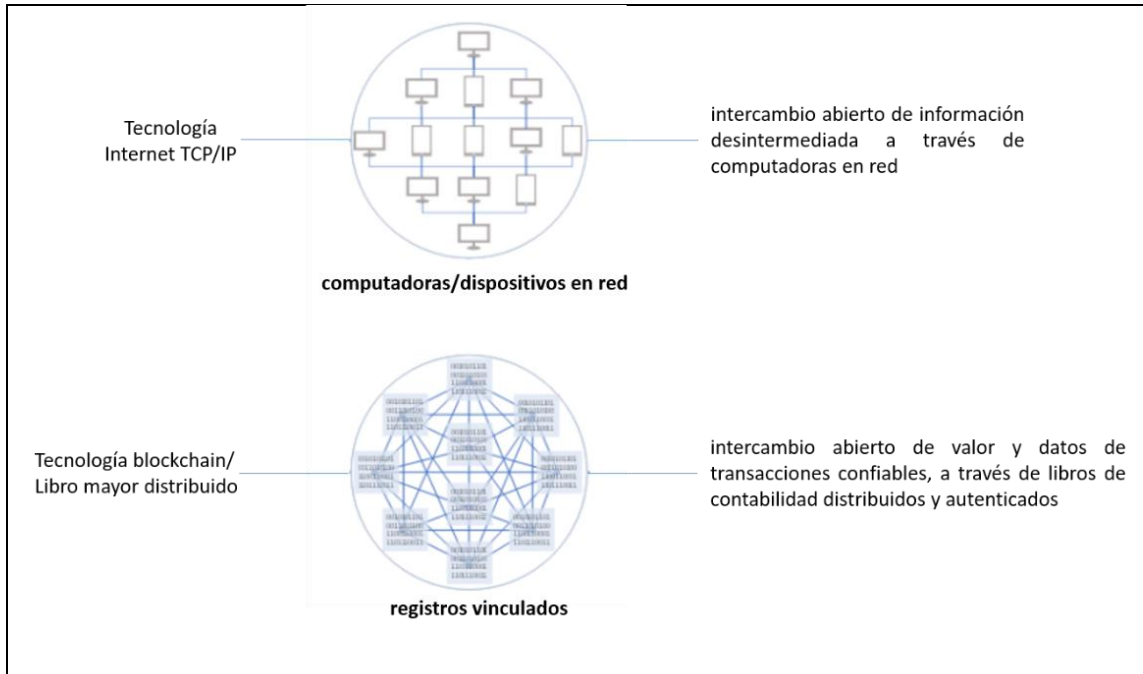 Tecnología
Internet TCP/IP
intercambio abierto de información
desintermediada a través de
computadoras en red
computadoras/dispositivos en red
Tecnología blockchain/
Libro mayor distribuido
intercambio abierto de valor y datos de
transacciones confiables, a través de libros de
contabilidad distribuidos y autenticados
registros vinculados